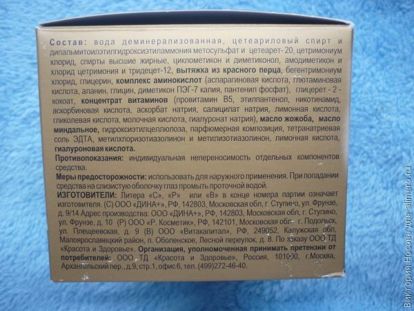 Состав: вода деминерализованная, цетеариловый спирт и
дипальмитоилэтилгидроксиэтиламмония метосульфат и цетеарет-20, цетримониум
хлорид, спирты высшие жирные, циклометикон и диметиконол, амодиметикон и
хлорид цетримония и тридецет-12, вытяжка из красного перца, бегентримониум
хлорид, глицерин, комплекс аминокислот (аспарагиновая кислота, глютаминовая
кислота, аланин, глицин, диметикон ПЭГ-7 калия, пантенил фосфат), глицерет - 2 -
кокоат, концентрат витаминов (провитамин B5, этилпантенол, никотинамид,
аскорбиновая кислота, аскорбат натрия, салицилат натрия, лимонная кислота,
гликолевая кислота, молочная кислота, гиалуронат натрия), масло жожоба, масло
миндальное, гидроксиэтилцеллюлоза, парфюмерная композиция, тетранатриевая
соль ЭДТА, метилхлороизотиазолинон и метилизотиазолинон, лимонная кислота,
гиалуроновая кислота.
Противопоказания: индивидуальная непереносимость отдельных компонентов
средства.
Меры предосторожности: использовать для наружного применения. При попадании
средства на слизистую оболочку глаз промыть проточной водой.
ИЗГОТОВИТЕЛИ: Литера «С», «Р» или «В» в конце номера партии означает
изготовителя: (С) ООО «ДИНА+», РФ, 142803, Московская обл., г. Ступино, ул.
Фрунзе, д. 9/14 Адрес производства: ООО «ДИНА+», РФ, 142800, Московская обл., г. Ступино,
ул. Фрунзе, д. 10 (Р) ООО «Р. Косметик», РФ, 142101, Московская обл. г. Подольск,
ул. Плещеевская, д. 9 (В) ООО «Витакапитал», РФ, 249052, Калужская обл,
Малоярославецкий район, п. Оболенское, Лесной переулок, д. 8. По заказу ООО ТД
«Красота и Здоровье». Организация, уполномоченная принимать претензии от
потребителей: ООО ТД «Красота и Здоровье», Россия, г.Москва,
Архангельский пер., д.9, стр.1, офис 6, тел. (499)272-46-40.